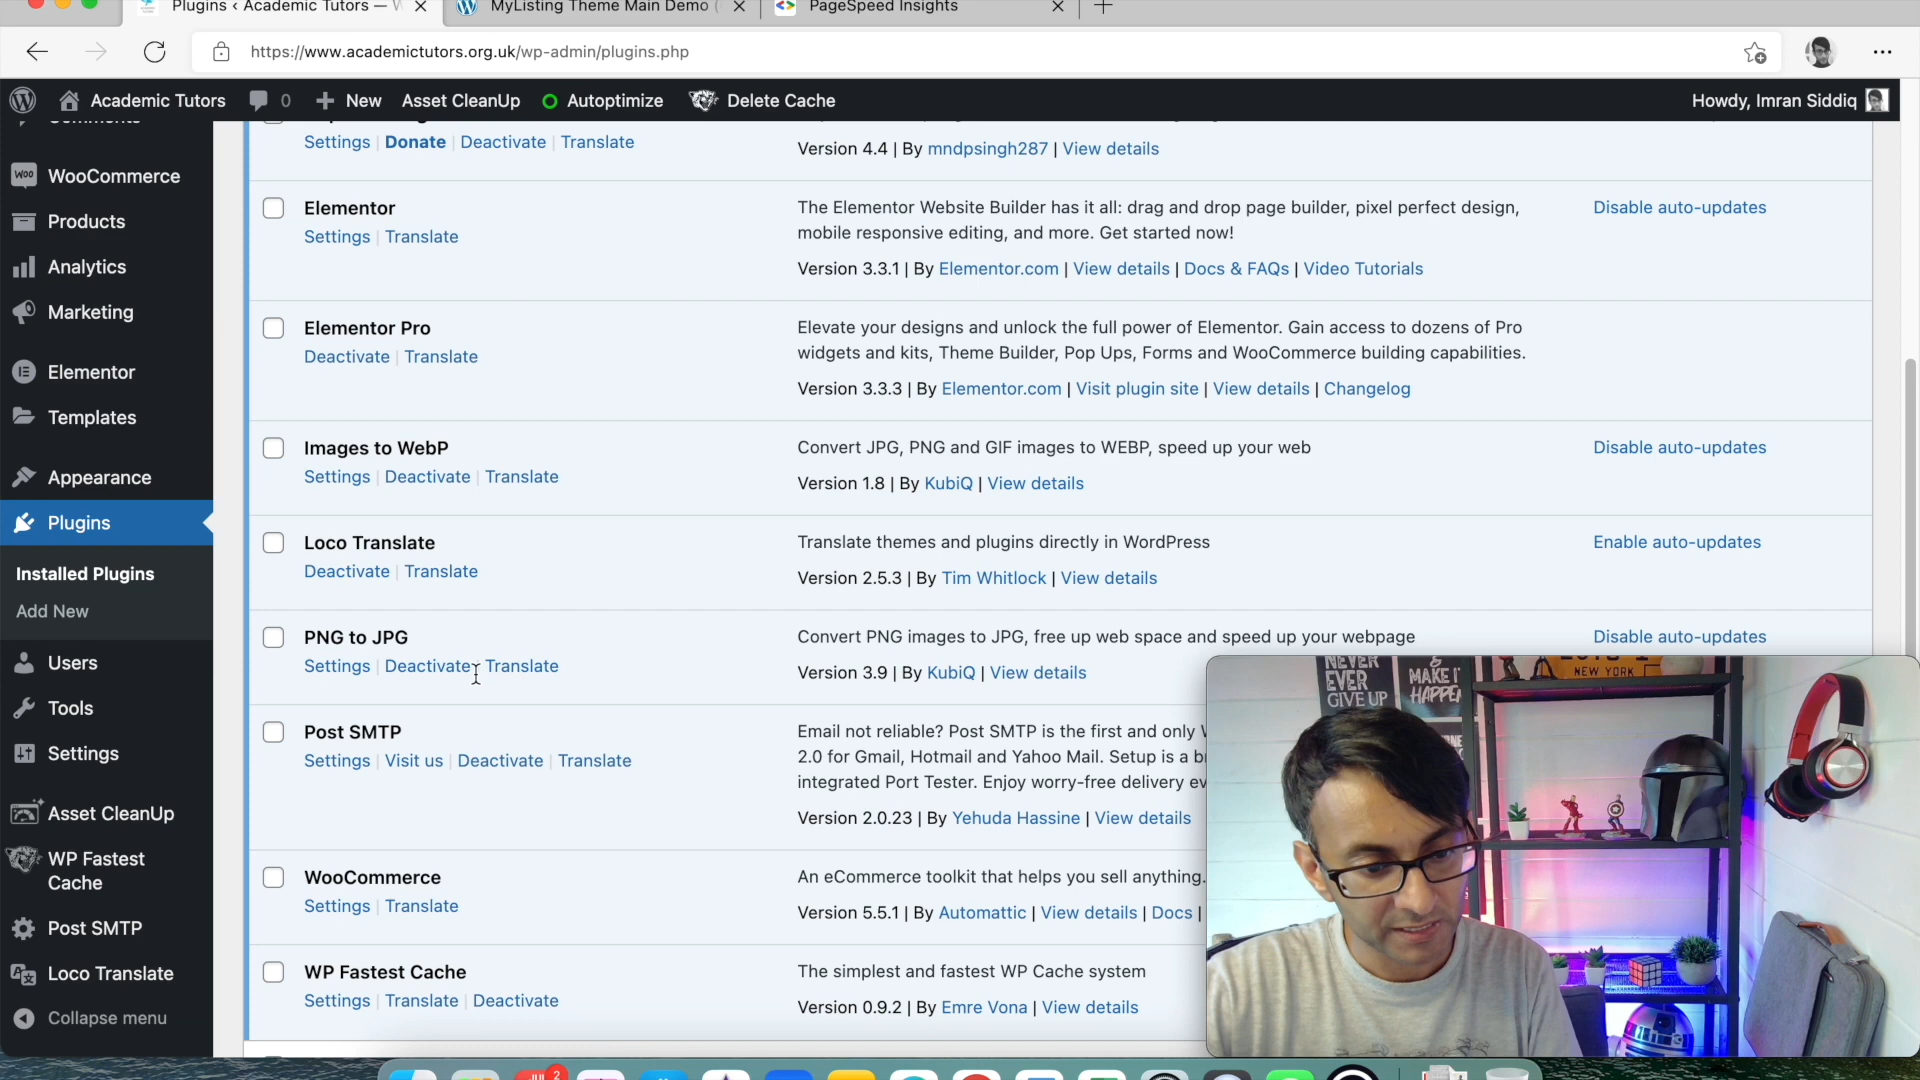 Plugins ‹ Academic Tutors —
MyListing Theme Main Demo (
PageSpeed Insights
https://www.academictutors.org.uk/wp-admin/plugins.php
Academic Tutors
0
New
Asset CleanUp
Autoptimize
Delete Cache
Howdy, Imran Siddiq
Comments
WooCommerce
Products
Analytics
Marketing
Elementor
Templates
Appearance
Plugins
Installed Plugins
Add New
Users
Tools
Settings
Asset CleanUp
WP Fastest
Cache
Post SMTP
Loco Translate
Collapse menu
Settings | Donate | Deactivate | Translate
Version 4.4 | By mndpsingh287 | View details
Elementor
Settings | Translate
The Elementor Website Builder has it all: drag and drop page builder, pixel perfect design,
mobile responsive editing, and more. Get started now!
Version 3.3.1 | By Elementor.com | View details | Docs & FAQs | Video Tutorials
Disable auto-updates
Elementor Pro
Deactivate | Translate
Elevate your designs and unlock the full power of Elementor. Gain access to dozens of Pro
widgets and kits, Theme Builder, Pop Ups, Forms and WooCommerce building capabilities.
Version 3.3.3 | By Elementor.com | Visit plugin site | View details | Changelog
Images to WebP
Settings | Deactivate | Translate
Convert JPG, PNG and GIF images to WEBP, speed up your web
Version 1.8 | By KubiQ | View details
Disable auto-updates
Loco Translate
Deactivate | Translate
Translate themes and plugins directly in WordPress
Version 2.5.3 | By Tim Whitlock | View details
Enable auto-updates
PNG to JPG
Settings | Deactivate | Translate
Convert PNG images to JPG, free up web space and speed up your webpage
Version 3.9 | By KubiQ | View details
Disable auto-updates
Post SMTP
Settings | Visit us | Deactivate | Translate
Email not reliable? Post SMTP is the first and only
2.0 for Gmail, Hotmail and Yahoo Mail. Setup is a
integrated Port Tester. Enjoy worry-free delivery
Version 2.0.23 | By Yehuda Hassine | View details
WooCommerce
Settings | Translate
An eCommerce toolkit that helps you sell anything.
Version 5.5.1 | By Automattic | View details | Docs |
WP Fastest Cache
Settings | Translate | Deactivate
The simplest and fastest WP Cache system
Version 0.9.2 | By Emre Vona | View details
NEVER
EVER
GIVE UP
&
MAKE IT
HAPPEN
NEW YORK
2